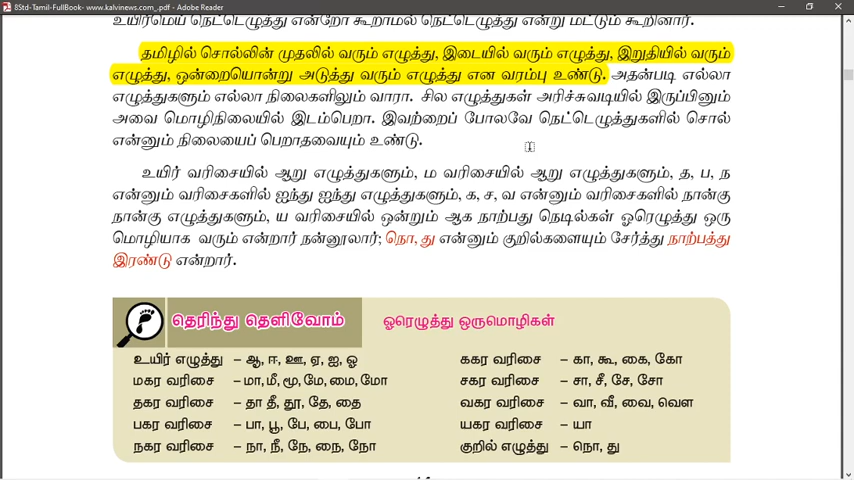 8Std-Tamil-FullBook- www.kalvinews.com_.pdf - Adobe Reader
உயிர்மெய் நெட்டெழுத்து என்றோ கூறாமல் நெட்டெழுத்து என்று மட்டும் கூறினார்.
தமிழில் சொல்லின் முதலில் வரும் எழுத்து, இடையில் வரும் எழுத்து, இறுதியில் வரும்
எழுத்து, ஒன்றையொன்று அடுத்து வரும் எழுத்து என வரம்பு உண்டு. அதன்படி எல்லா
எழுத்துகளும் எல்லா நிலைகளிலும் வாரா. சில எழுத்துகள் அரிச்சுவடியில் இருப்பினும்
அவை மொழிநிலையில் இடம்பெறா. இவற்றைப் போலவே நெட்டெழுத்துகளில் சொல்
என்னும் நிலையைப் பெறாதவையும் உண்டு.
உயிர் வரிசையில் ஆறு எழுத்துகளும், ம வரிசையில் ஆறு எழுத்துகளும், த, ப, ந
என்னும் வரிசைகளில் ஐந்து ஐந்து எழுத்துகளும், க, ச, வ என்னும் வரிசைகளில் நான்கு
நான்கு எழுத்துகளும், ய வரிசையில் ஒன்றும் ஆக நாற்பது நெடில்கள் ஓரெழுத்து ஒரு
மொழியாக வரும் என்றார் நன்னூலார்; நொ, து என்னும் குறில்களையும் சேர்த்து நாற்பத்து
இரண்டு என்றார்.
தெரிந்து தெளிவோம் ஓரெழுத்து ஒருமொழிகள்
உயிர் எழுத்து – ஆ, ஈ, ஊ, ஏ, ஐ, ஓ ககர வரிசை – கா, கூ, கை, கோ
மகர வரிசை – மா, மீ, மூ, மே, மை, மோ சகர வரிசை – சா, சீ, சே, சோ
தகர வரிசை – தா தீ, தூ, தே, தை வகர வரிசை – வா, வீ, வை, வௌ
பகர வரிசை – பா, பூ, பே, பை, போ யகர வரிசை – யா
நகர வரிசை – நா, நீ, நே, நை, நோ குறில் எழுத்து – நொ, து